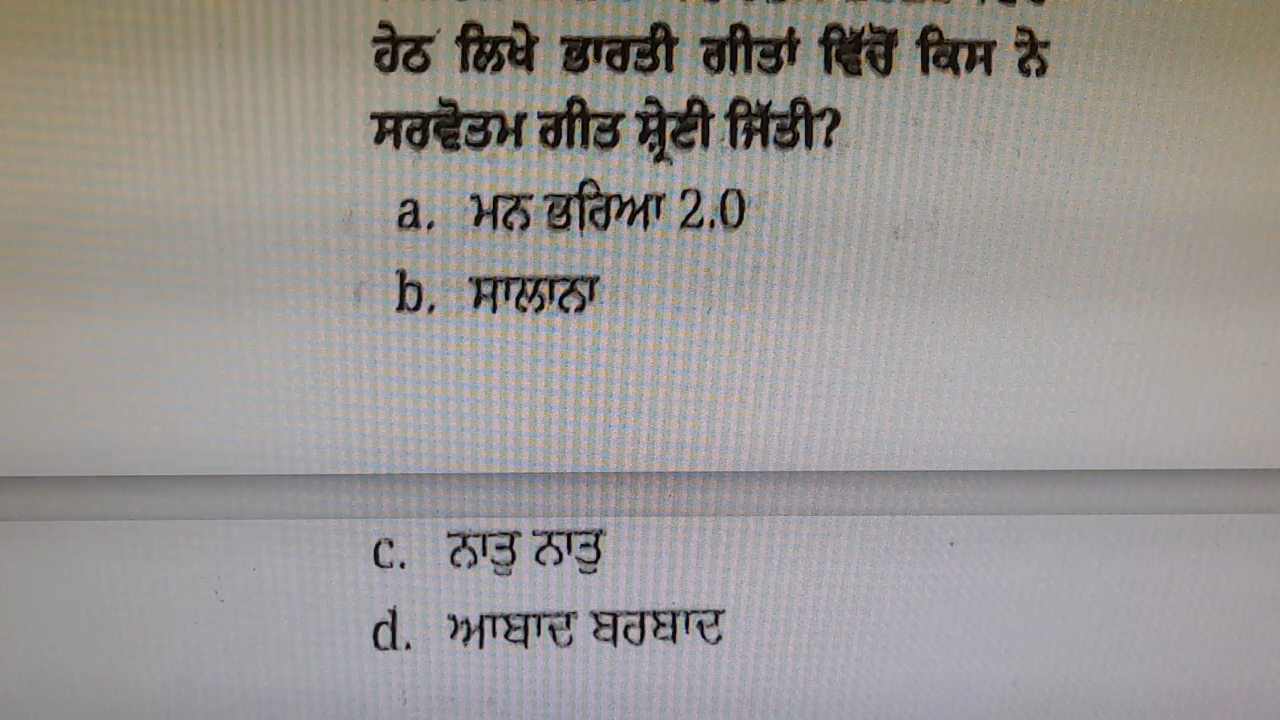 ਹੇਠ ਲਿਖੇ ਭਾਰਤੀ ਗੀਤਾਂ ਵਿੱਚੋਂ ਕਿਸ ਨੇ
ਸਰਵੋਤਮ ਗੀਤ ਸ਼੍ਰੇਣੀ ਜਿੱਤੀ?
a. ਮਨ ਭਰਿਆ 2.0
b. ਸਾਲਾਨਾ
c. ਨਾਤੁ ਨਾਤੁ
d. ਆਬਾਦ ਬਰਬਾਦ